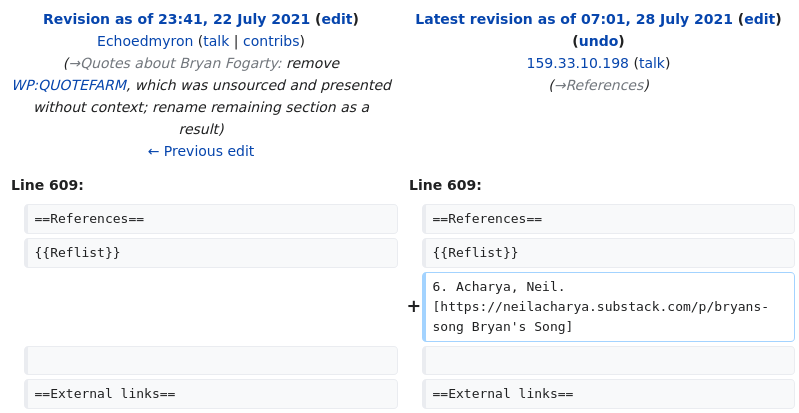 Revision as of 23:41, 22 July 2021 (edit)
Echoedmyron (talk | contribs)
(→Quotes about Bryan Fogarty: remove
WP:QUOTEFARM, which was unsourced and presented
without context; rename remaining section as a
result)
← Previous edit
Latest revision as of 07:01, 28 July 2021 (edit)
(undo)
159.33.10.198 (talk)
(→References)
Line 609:
Line 609:
==References==
==References==
{{Reflist}}
{{Reflist}}
+
6. Acharya, Neil.
[https://neilacharya.substack.com/p/bryans-
song Bryan's Song]
==External links==
==External links==